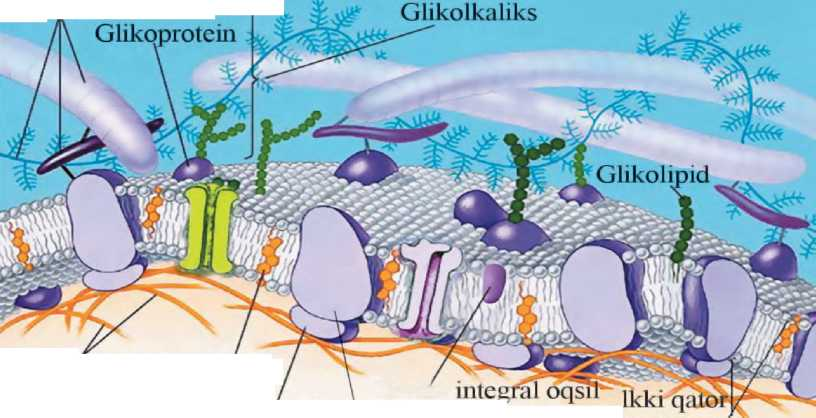 Glikolkaliks
Glikoprotein
Glikolipid
integral oqsil
Ikki qator